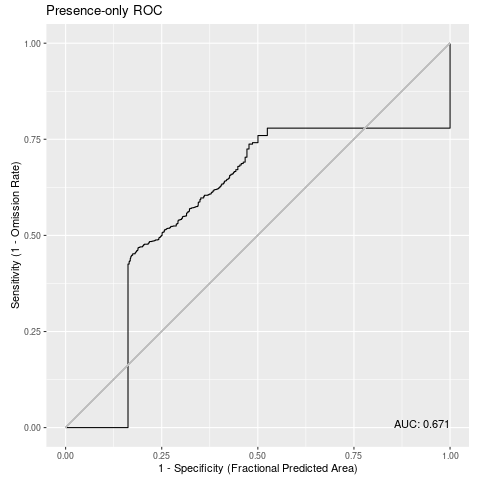 Presence-only ROC
1.00
0.75
0.50
0.25
0.00
Sensitivity (1 - Omission Rate)
AUC: 0.671
0.00 0.25 0.50 0.75 1.00
1 - Specificity (Fractional Predicted Area)